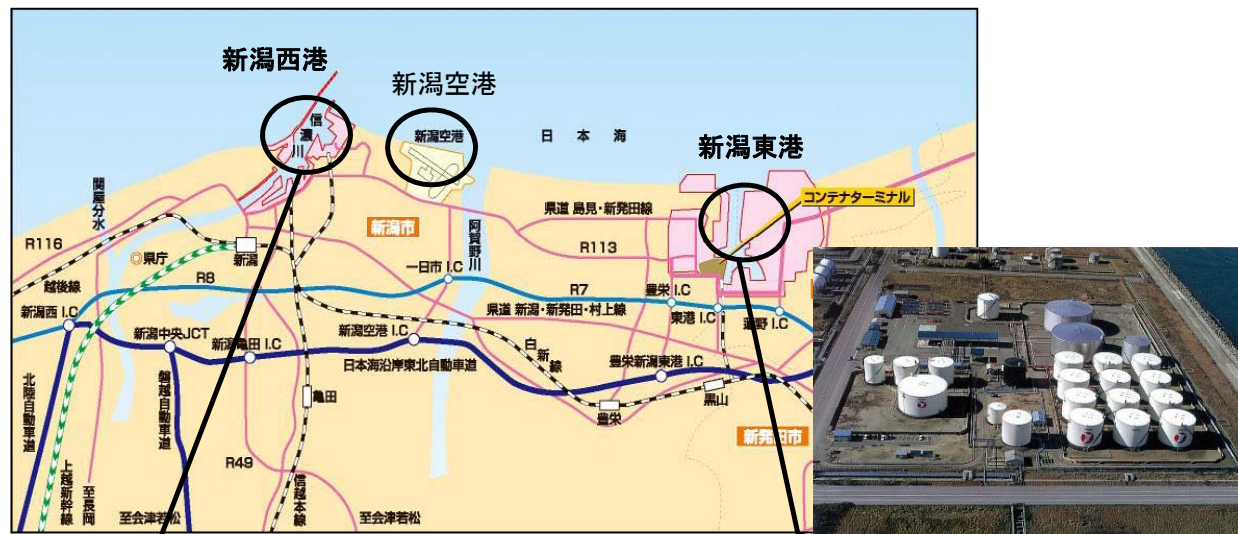 新潟西港
新潟空港
新潟東港
日本海
信濃川
新潟空港
コンテナターミナル
関屋分水
県道 島見・新発田線
新潟市
阿賀野川
R116
R113
県庁
新潟
一日市 I.C
越後線
R8
R7
豊栄 I.C
県道 新潟・新発田・村上線
東港 I.C
蓮野 I.C
新潟西 I.C
新潟中央JCT
新潟亀田 I.C
新潟空港 I.C
白新線
日本海沿岸東北自動車道
豊栄新潟東港 I.C
北陸自動車道
磐越自動車道
亀田
豊栄
黒山
新発田市
R49
上越新幹線
至長岡
信越本線
至会津若松
至会津若松